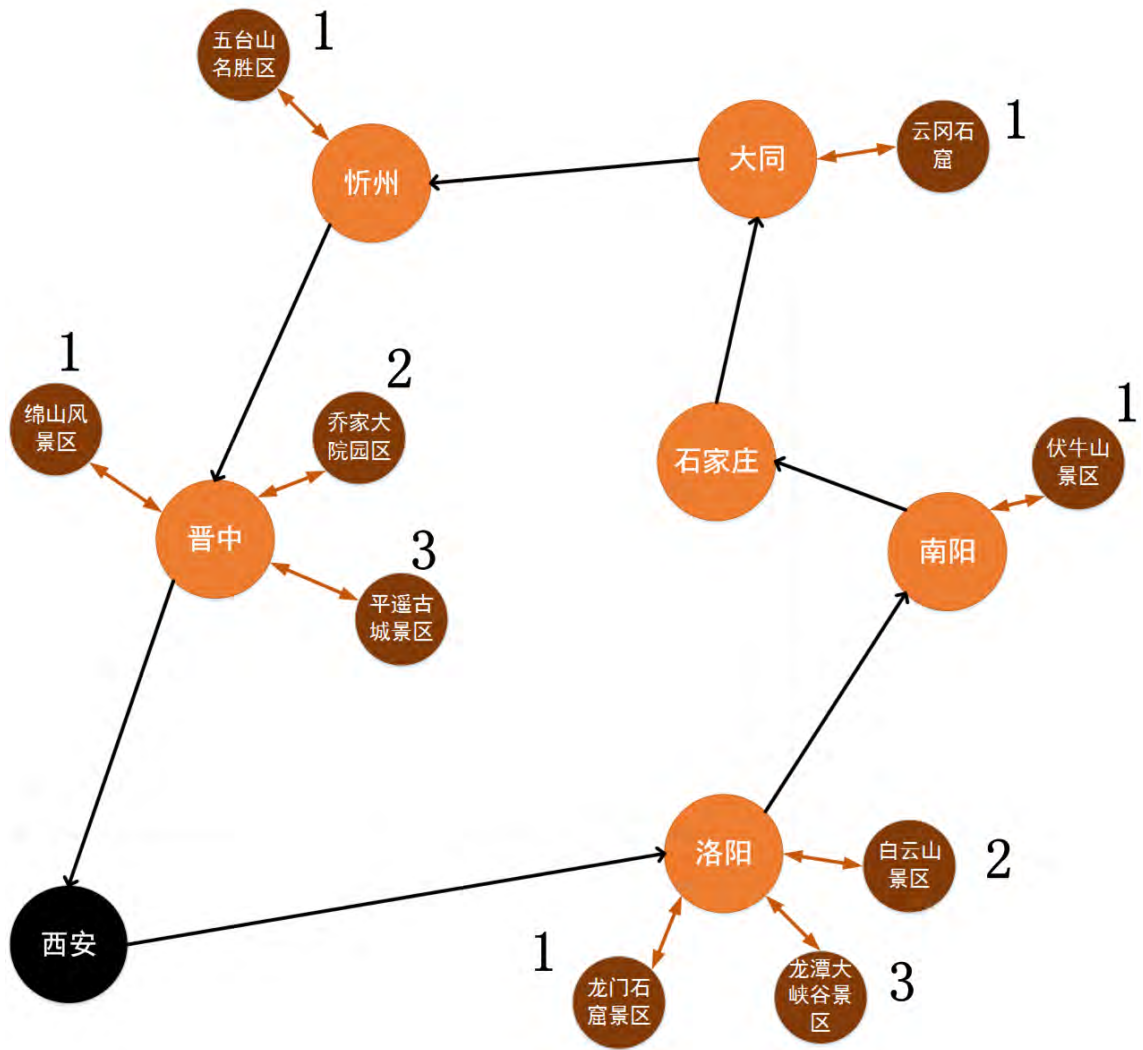 1
五台山
名胜区
忻州
大同
云冈石
窟
1
1
绵山风
景区
2
乔家大
院园区
晋中
3
平遥古
城景区
石家庄
1
伏牛山
景区
南阳
洛阳
白云山
景区
2
西安
1
龙门石
窟景区
龙潭大
峡谷景
区
3